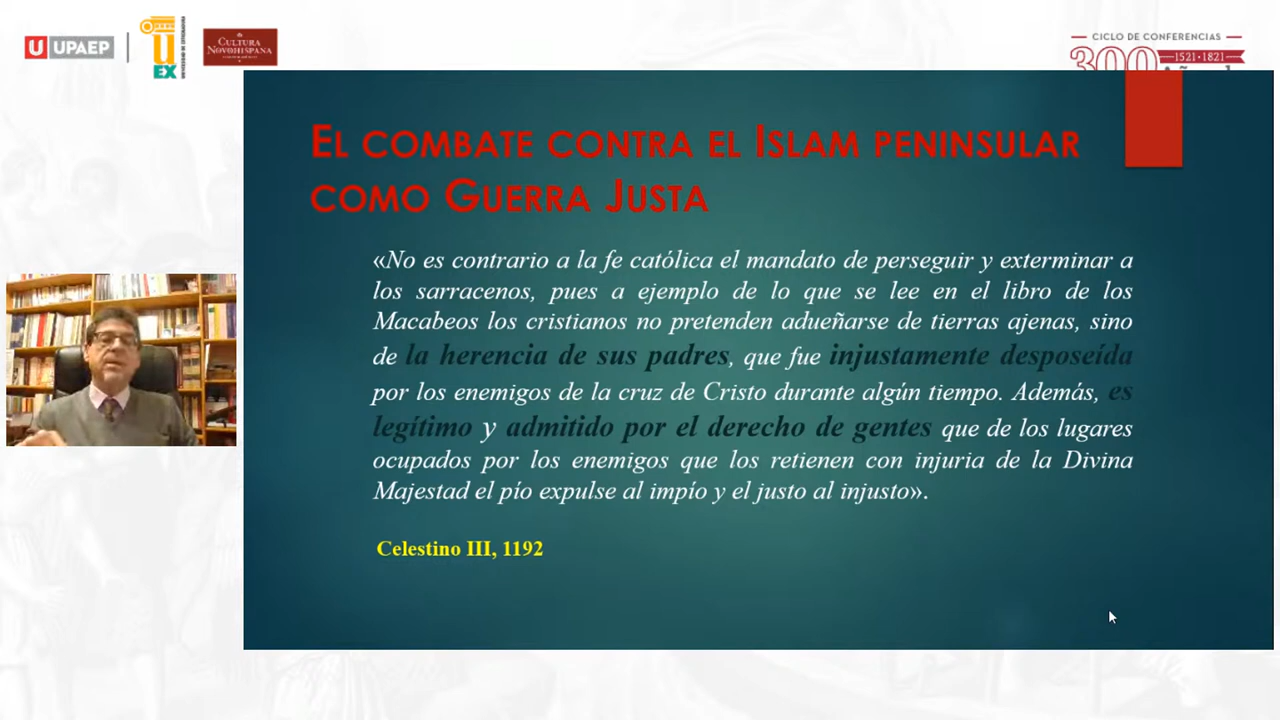 UPAEP
UEX
CULTURA
NOVOHISPANA
CICLO DE CONFERENCIAS
300
1521-1821
EL COMBATE CONTRA EL ISLAM PENINSULAR
COMO GUERRA JUSTA
«No es contrario a la fe católica el mandato de perseguir y exterminar a
los sarracenos, pues a ejemplo de lo que se lee en el libro de los
Macabeos los cristianos no pretenden adueñarse de tierras ajenas, sino
de la herencia de sus padres, que fue injustamente desposeída
por los enemigos de la cruz de Cristo durante algún tiempo. Además, es
legítimo y admitido por el derecho de gentes que de los lugares
ocupados por los enemigos que los retienen con injuria de la Divina
Majestad el pío expulse al impío y el justo al injusto».
Celestino III, 1192